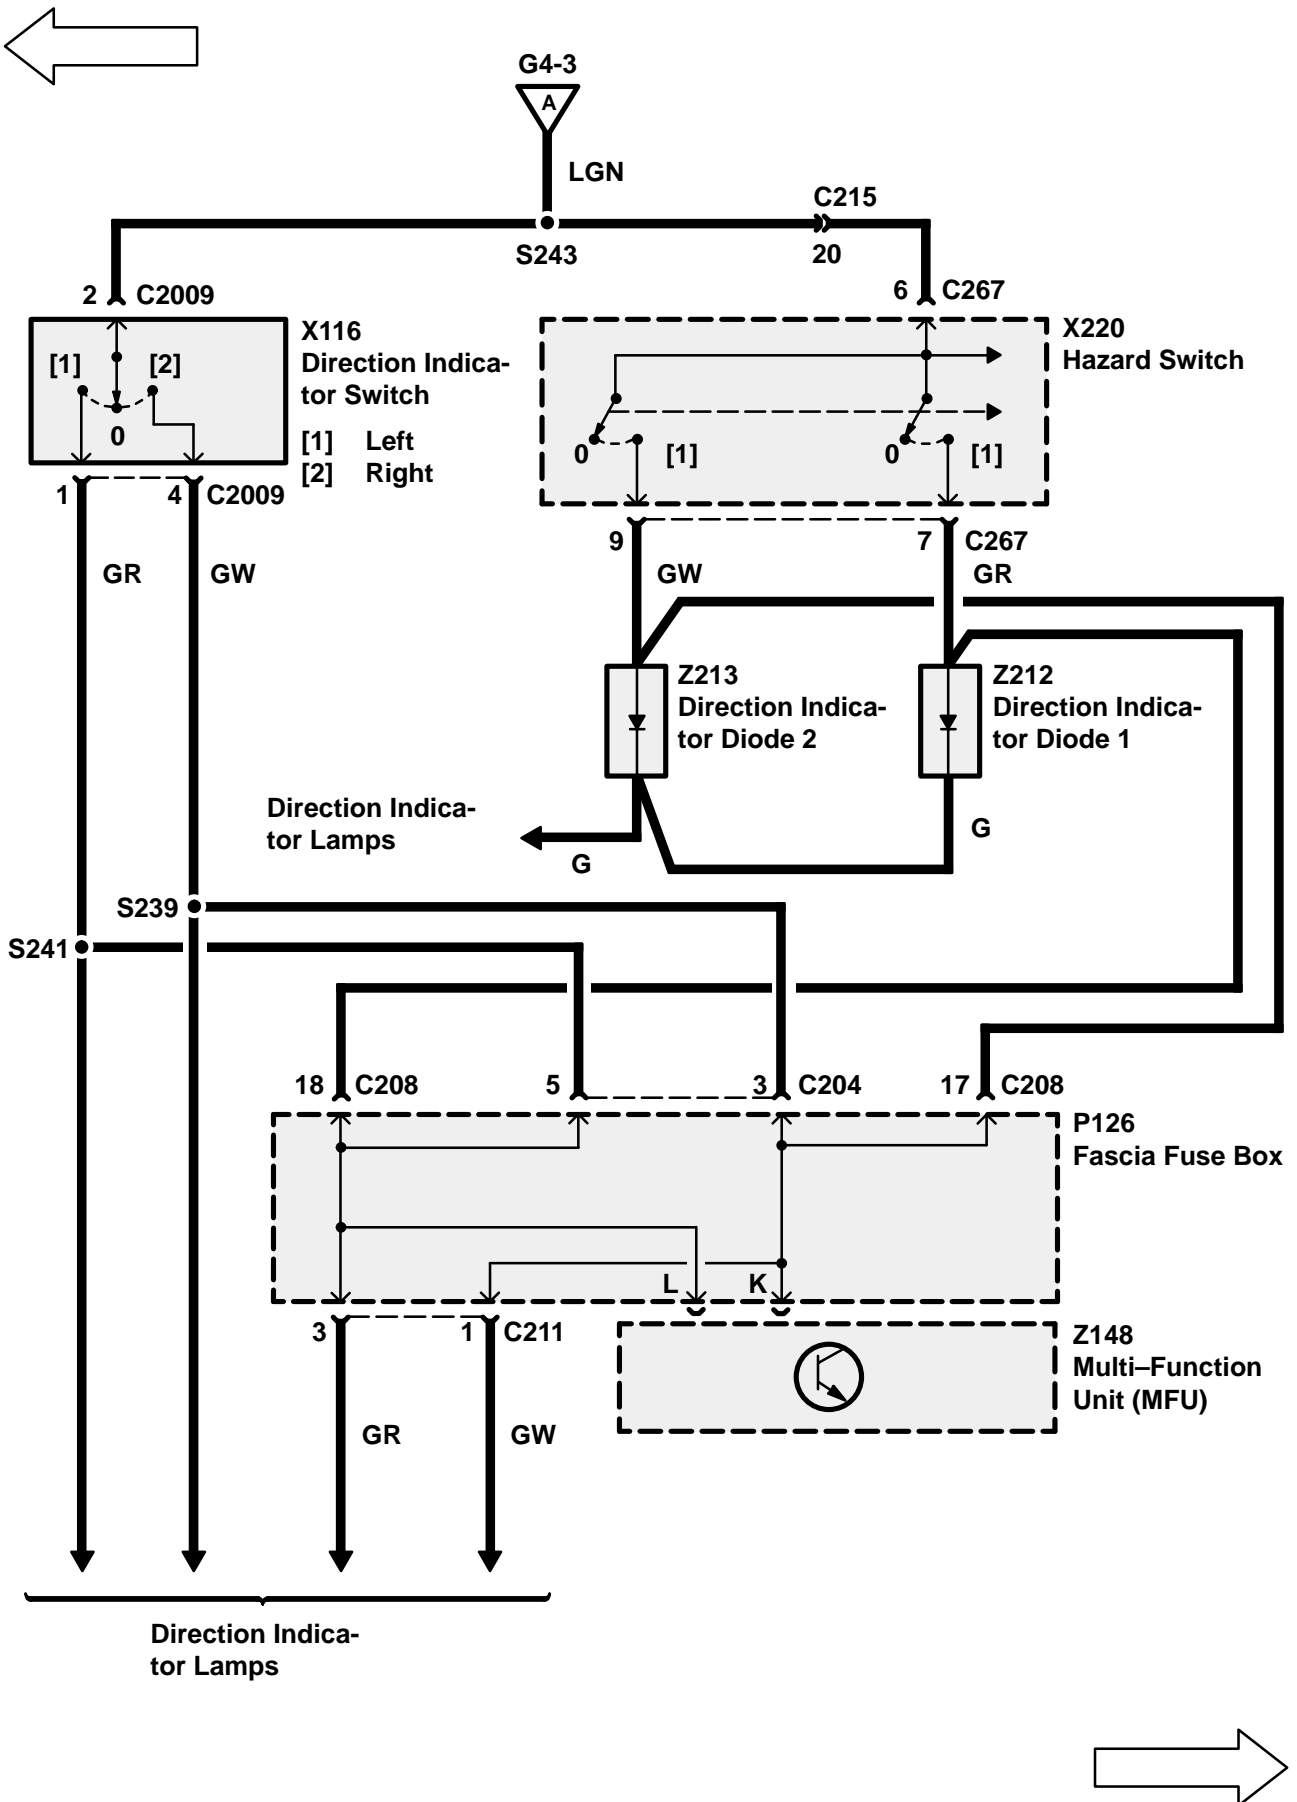 G4-3
A
LGN
C215
S243
20
2 C2009
6 C267
X116
Direction Indica-
tor Switch
[1] Left
[2] Right
[1] [2]
0
X220
Hazard Switch
0 [1] 0 [1]
1 4 C2009
9 7 C267
GR GW
GW GR
Z213
Direction Indica-
tor Diode 2
Z212
Direction Indica-
tor Diode 1
Direction Indica-
tor Lamps
G
G
S239
S241
18 C208 5 3 C204 17 C208
P126
Fascia Fuse Box
L K
3 1 C211
Z148
Multi–Function
Unit (MFU)
GR GW
Direction Indica-
tor Lamps